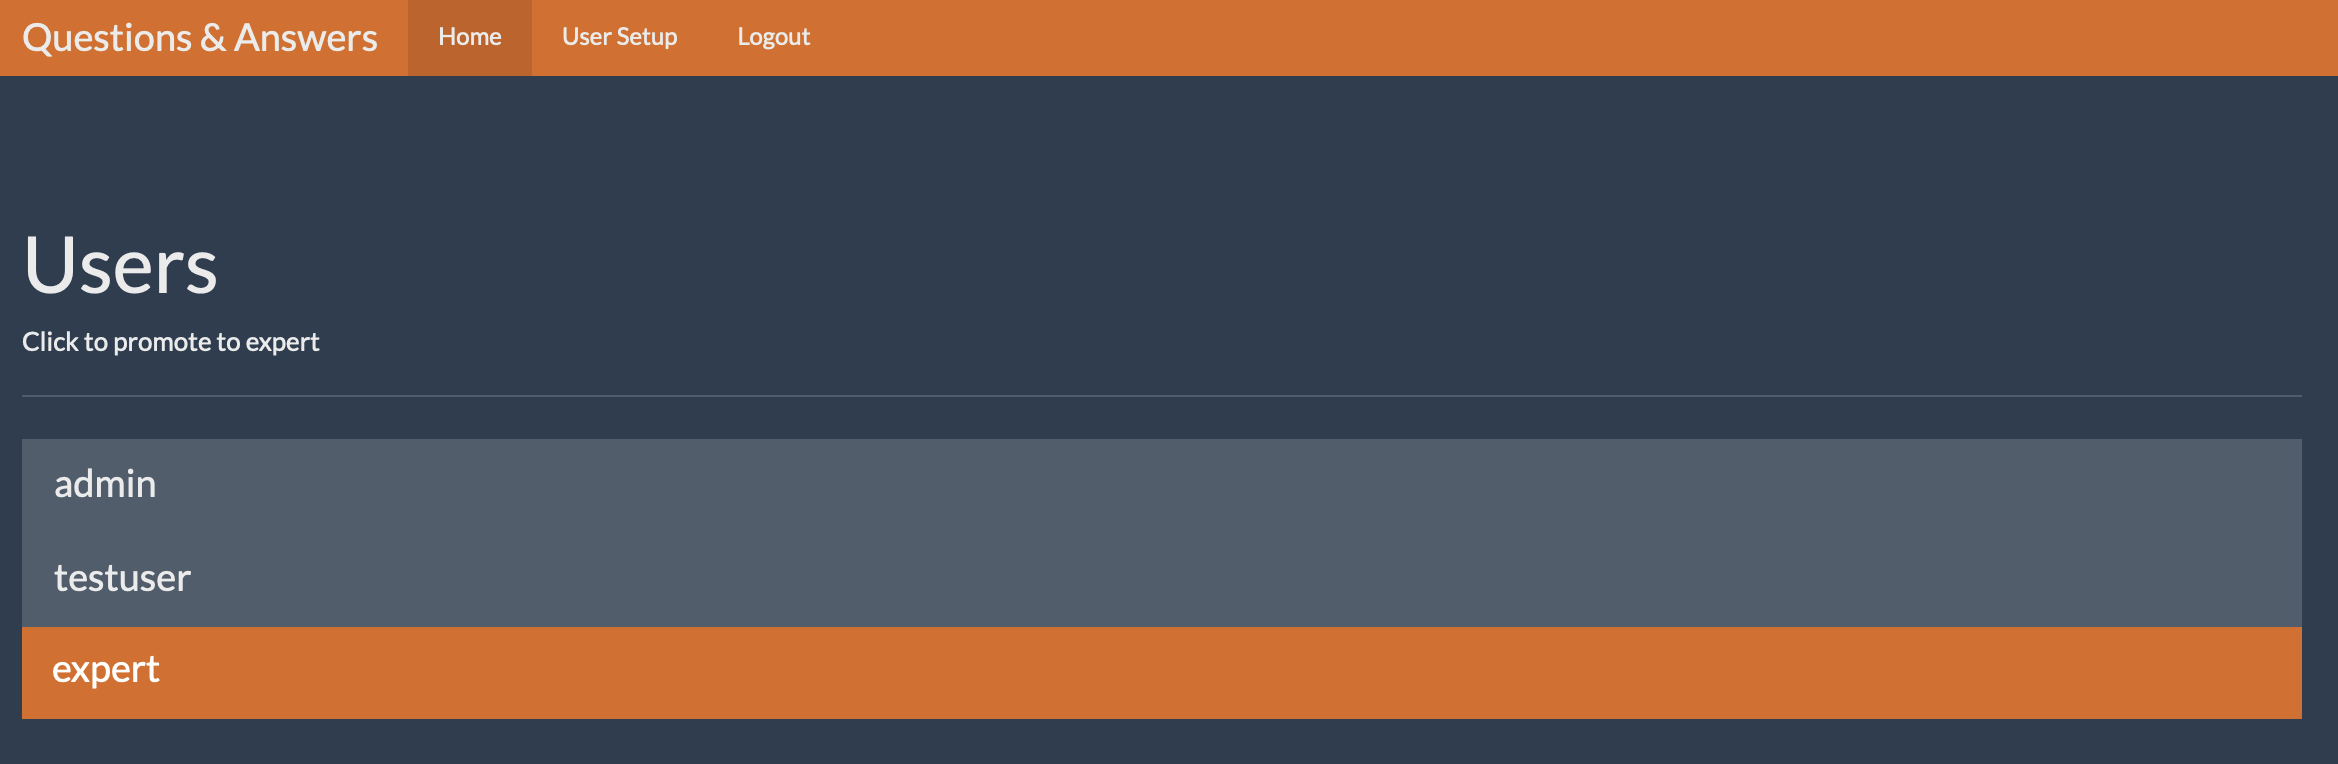 Questions & Answers Home User Setup Logout
Users
Click to promote to expert
admin
testuser
expert